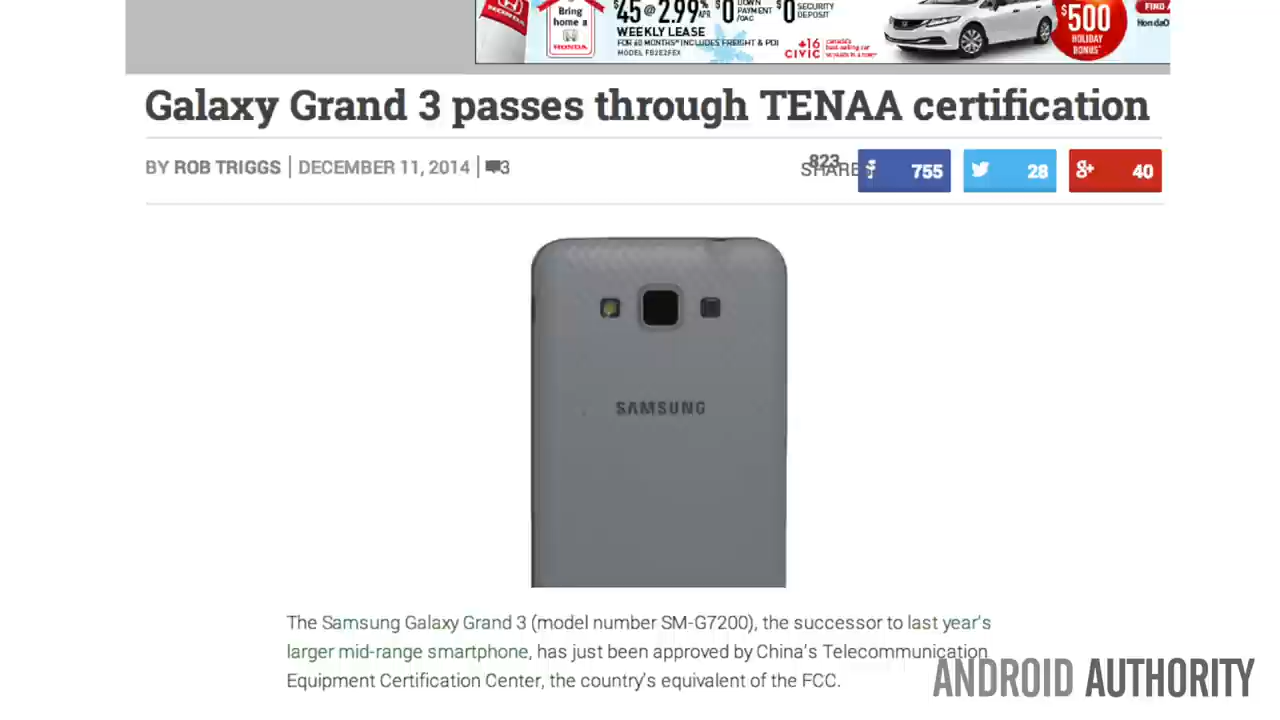 Bring
home a
HONDA
$45 @ 2.99% APR $0 DOWN PAYMENT /OAC $0 SECURITY DEPOSIT
WEEKLY LEASE
FOR 60 MONTHS* INCLUDES FREIGHT & PDI
MODEL FB2E2FEX
CIVIC
$500
HOLIDAY
BONUS*
FIND A
HondaO
Galaxy Grand 3 passes through TENAA certification
BY ROB TRIGGS | DECEMBER 11, 2014 | 3
823
SHARES
755
28
40
SAMSUNG
The Samsung Galaxy Grand 3 (model number SM-G7200), the successor to last year's
larger mid-range smartphone, has just been approved by China's Telecommunication
Equipment Certification Center, the country's equivalent of the FCC.
ANDROID AUTHORITY